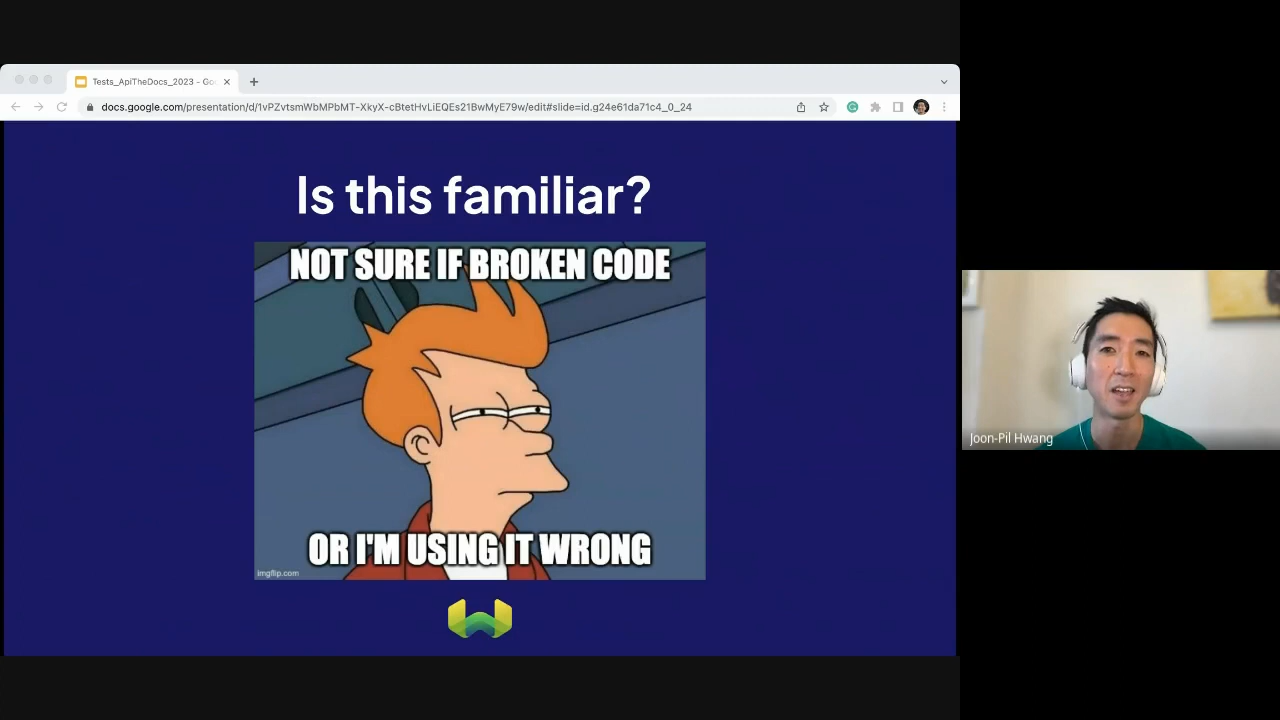 Tests_ApiTheDocs_2023 - Goo
docs.google.com/presentation/d/1vPZvtsmWbMPbMT-XkyX-cBtetHvLiEQEs21BwMyE79w/edit#slide=id.g24e61da71c4_0_24
Is this familiar?
NOT SURE IF BROKEN CODE
OR I'M USING IT WRONG
imgflip.com
Joon-Pil Hwang